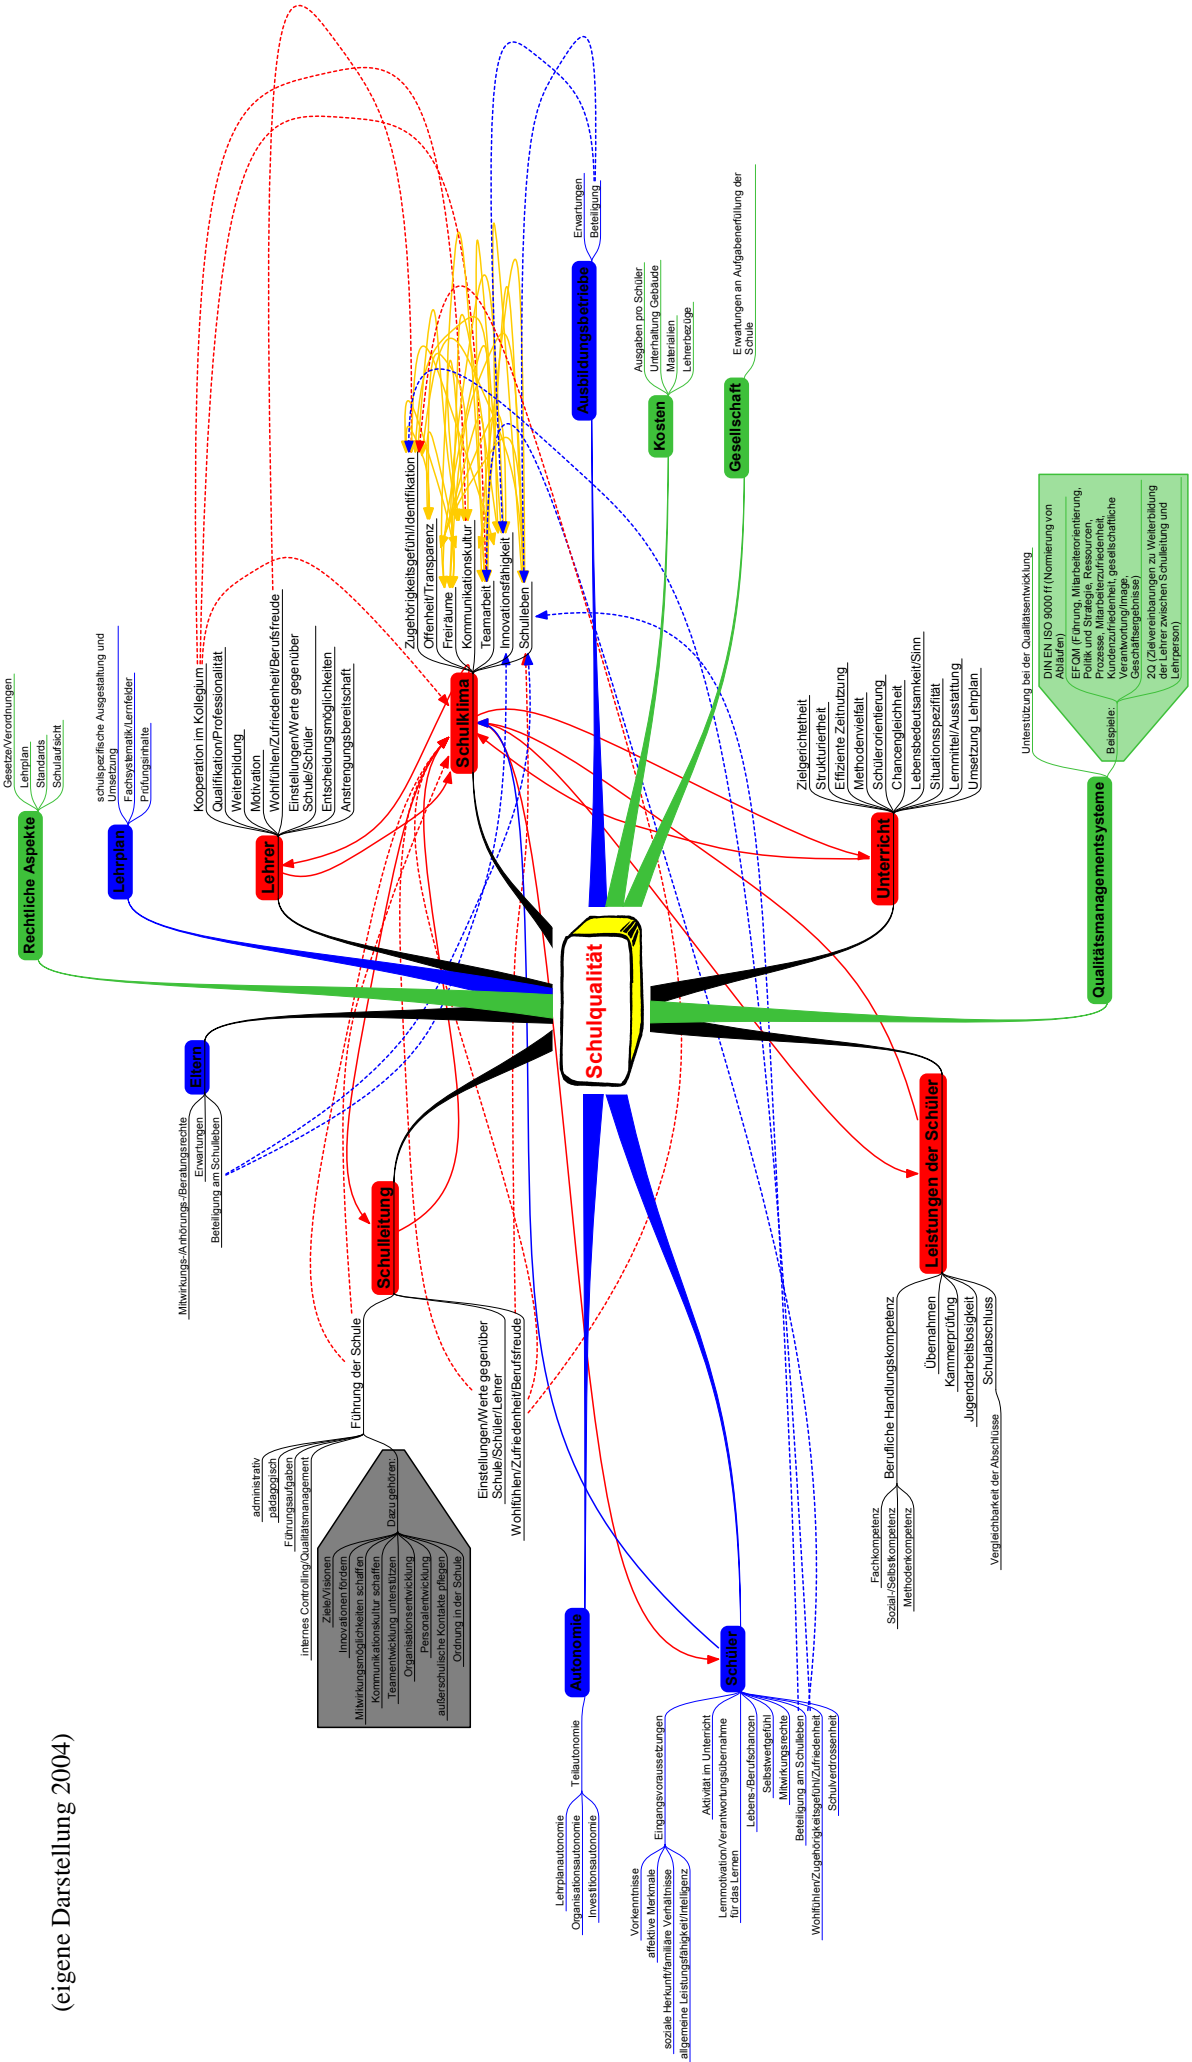 (eigene Darstellung 2004)
Schulqualität
Rechtliche Aspekte
Gesetze/Verordnungen
Lehrplan
Standards
Schulaufsicht
Lehrplan
schulspezifische Ausgestaltung und
Umsetzung
Fachsystematik/Lernfelder
Prüfungsinhalte
Lehrer
Kooperation im Kollegium
Qualifikation/Professionalität
Weiterbildung
Motivation
Wohlfühlen/Zufriedenheit/Berufsfreude
Einstellungen/Werte gegenüber
Schule/Schüler
Entscheidungsmöglichkeiten
Anstrengungsbereitschaft
Schulklima
Zugehörigkeitsgefühl/Identifikation
Offenheit/Transparenz
Freiräume
Kommunikationskultur
Teamarbeit
Innovationsfähigkeit
Schulleben
Ausbildungsbetriebe
Erwartungen
Beteiligung
Kosten
Ausgaben pro Schüler
Unterhaltung Gebäude
Materialien
Lehrerbezüge
Gesellschaft
Erwartungen an Aufgabenerfüllung der
Schule
Unterricht
Zielgerichtetheit
Strukturiertheit
Effiziente Zeitnutzung
Methodenvielfalt
Schülerorientierung
Chancengleichheit
Lebensbedeutsamkeit/Sinn
Situationsspezifität
Lernmittel/Ausstattung
Umsetzung Lehrplan
Qualitätsmanagementsysteme
Unterstützung bei der Qualitätsentwicklung
Beispiele:
DIN EN ISO 9000 ff (Normierung von
Abläufen)
EFQM (Führung, Mitarbeiterorientierung,
Politik und Strategie, Ressourcen,
Prozesse, Mitarbeiterzufriedenheit,
Kundenzufriedenheit, gesellschaftliche
Verantwortung/Image,
Geschäftsergebnisse)
2Q (Zielvereinbarungen zu Weiterbildung
der Lehrer zwischen Schulleitung und
Lehrperson)
Eltern
Mitwirkungs-/Anhörungs-/Beratungsrechte
Erwartungen
Beteiligung am Schulleben
Schulleitung
Führung der Schule
administrativ
pädagogisch
Führungsaufgaben
internes Controlling/Qualitätsmanagement
Dazu gehören:
Ziele/Visionen
Innovationen fördern
Mitwirkungsmöglichkeiten schaffen
Kommunikationskultur schaffen
Teamentwicklung unterstützen
Organisationsentwicklung
Personalentwicklung
außerschulische Kontakte pflegen
Ordnung in der Schule
Einstellungen/Werte gegenüber
Schule/Schüler/Lehrer
Wohlfühlen/Zufriedenheit/Berufsfreude
Autonomie
Teilautonomie
Lehrplanautonomie
Organisationsautonomie
Investitionsautonomie
Schüler
Eingangsvoraussetzungen
Vorkenntnisse
affektive Merkmale
soziale Herkunft/familiäre Verhältnisse
allgemeine Leistungsfähigkeit/Intelligenz
Aktivität im Unterricht
Lernmotivation/Verantwortungsübernahme
für das Lernen
Lebens-/Berufschancen
Selbstwertgefühl
Mitwirkungsrechte
Beteiligung am Schulleben
Wohlfühlen/Zugehörigkeitsgefühl/Zufriedenheit
Schulverdrossenheit
Leistungen der Schüler
Berufliche Handlungskompetenz
Fachkompetenz
Sozial-/Selbstkompetenz
Methodenkompetenz
Übernahmen
Kammerprüfung
Jugendarbeitslosigkeit
Schulabschluss
Vergleichbarkeit der Abschlüsse